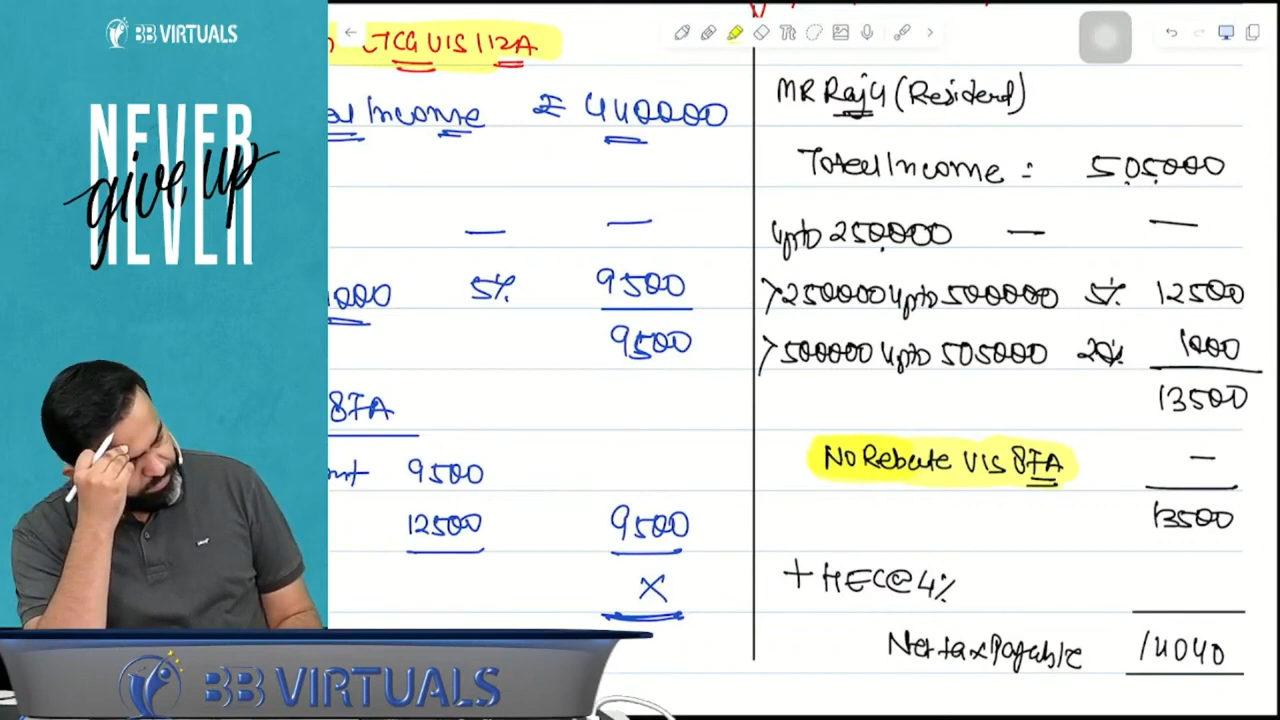 BB VIRTUALS
NEVER
give up
NEVER
LTCG U/S 112A
al Income = 440000
— —
000 5% 9500
9500
87A
9500
12500 9500
X
MR Raju (Resident)
Total Income : 505000
upto 250,000 — —
>250000 upto 500000 5% 12500
>500000 upto 505000 20% 1000
13500
No Rebate U/S 87A —
13500
+ HEC@4%
Net tax Payable 14040
BB VIRTUALS